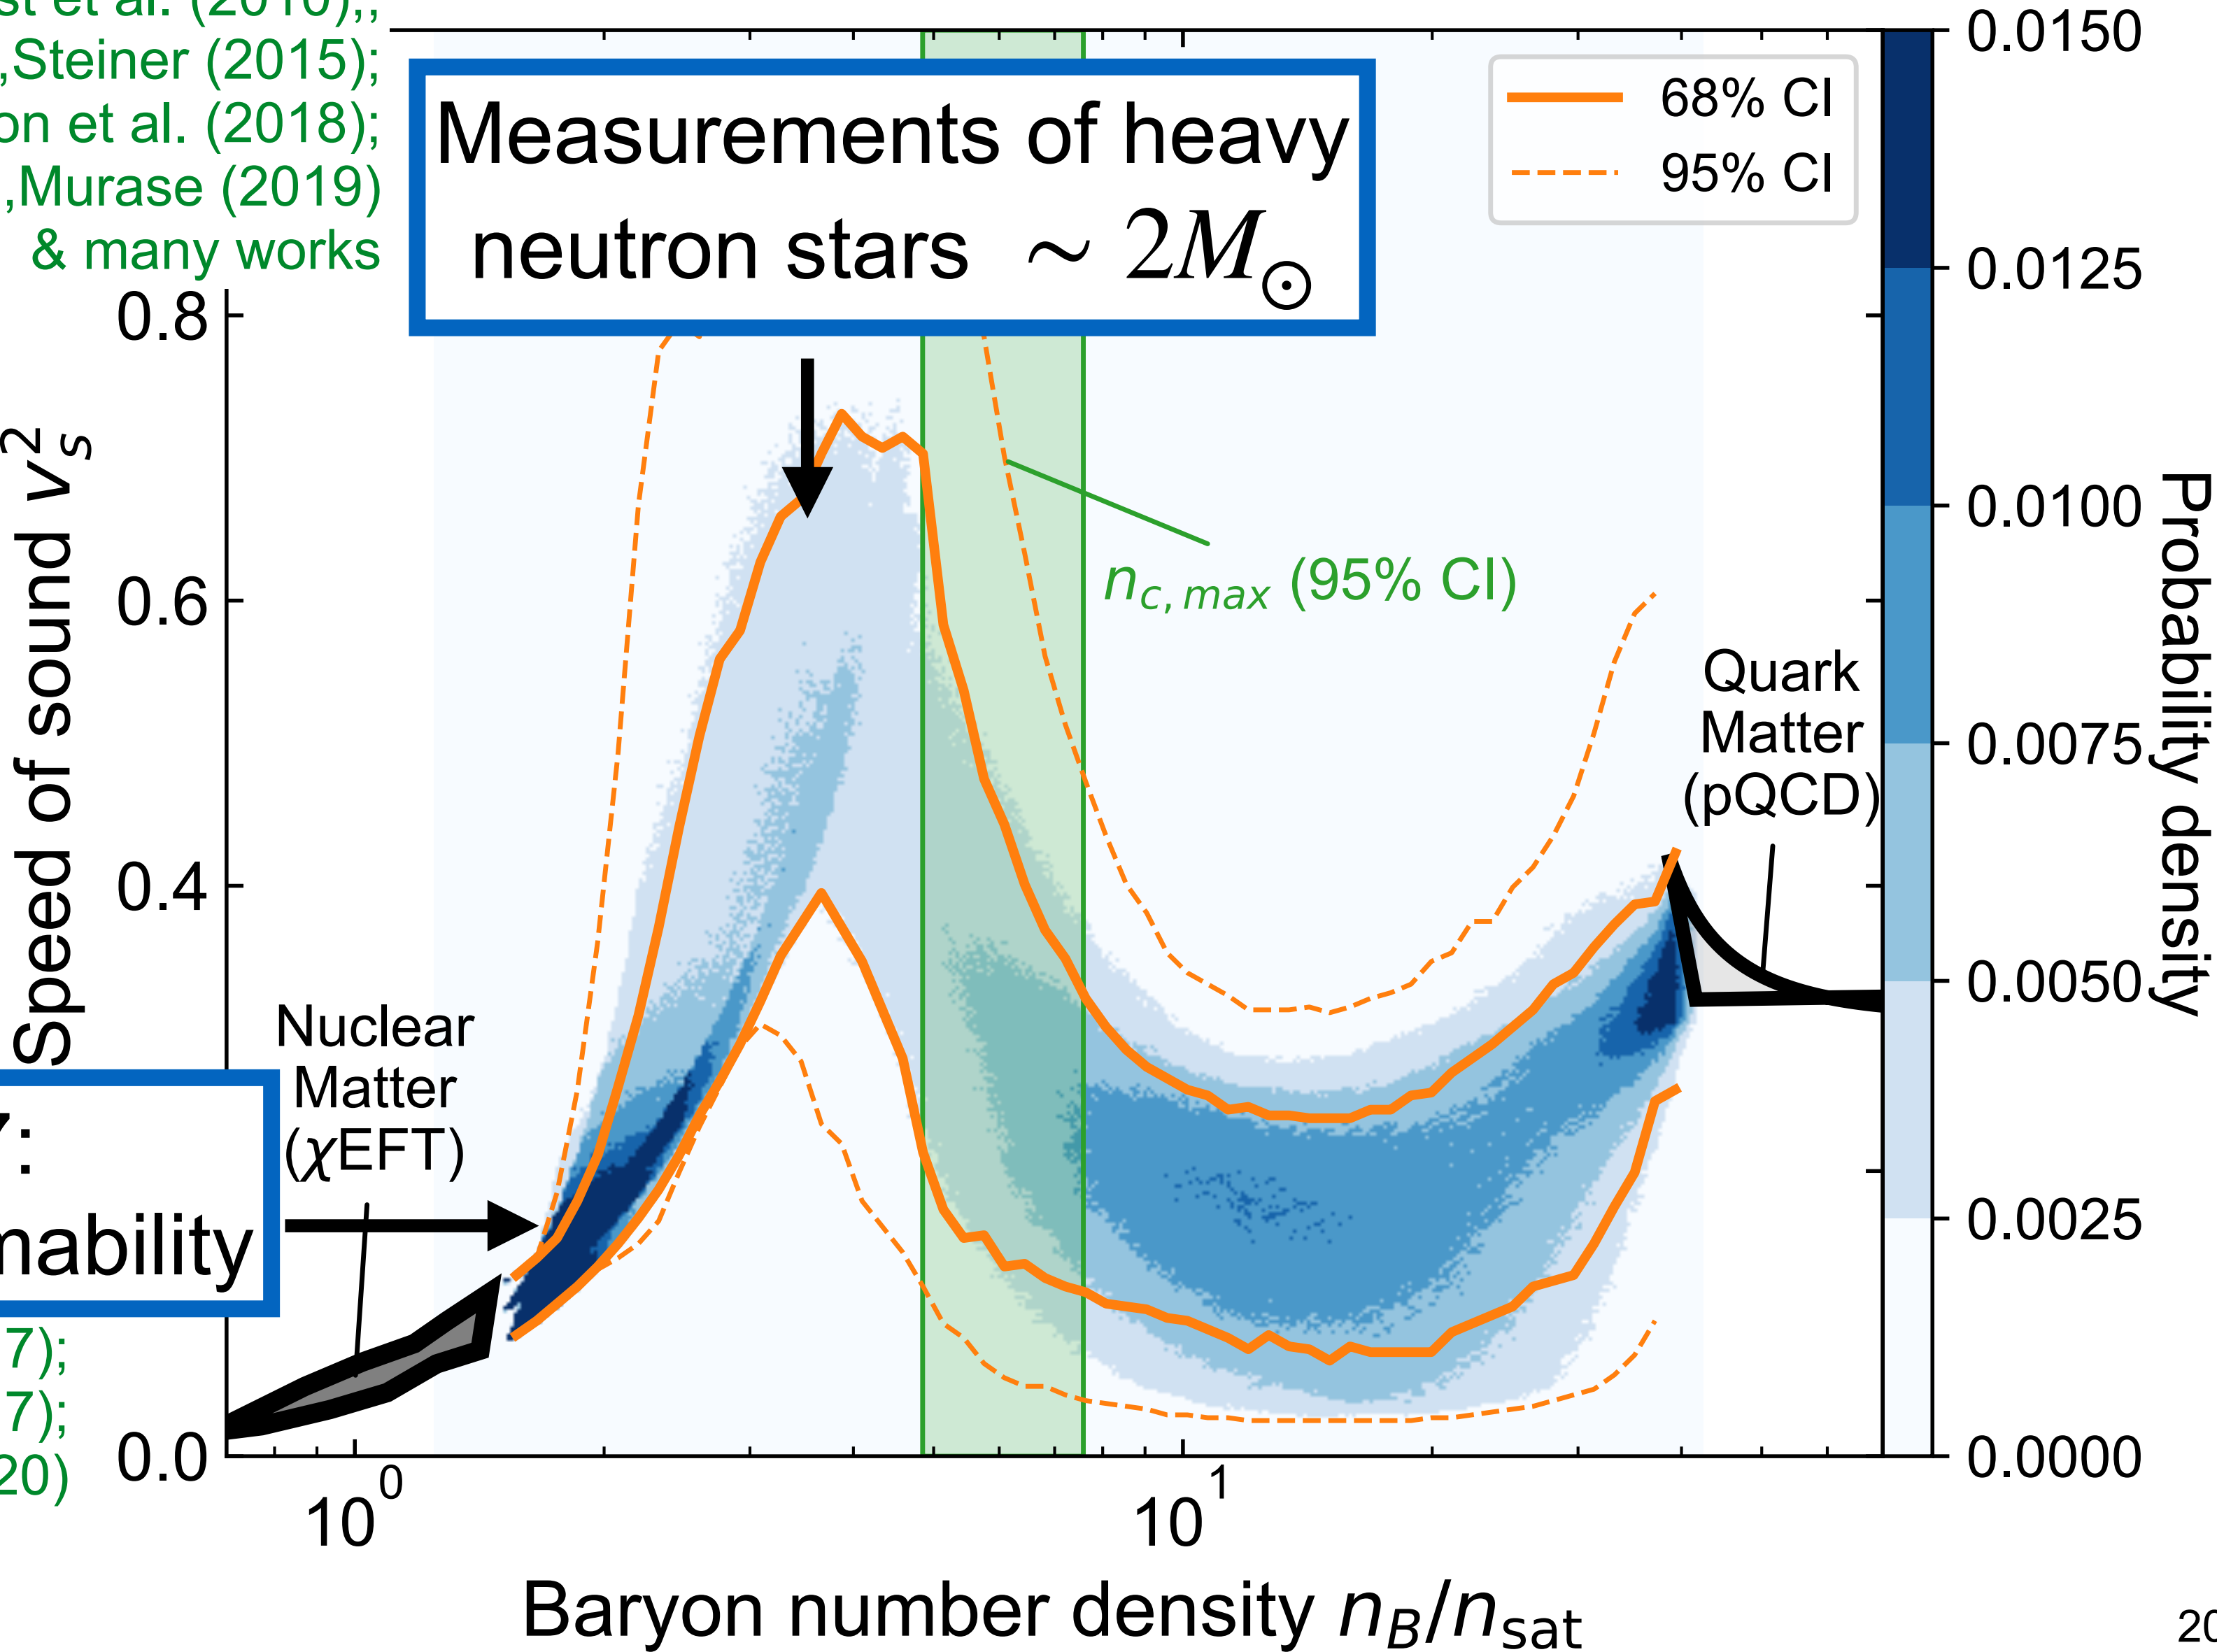 st et al. (2010);,
,Steiner (2015);
on et al. (2018);
,Murase (2019)
& many works
Measurements of heavy
neutron stars ~ 2M⊙
68% CI
95% CI
0.8
0.6
0.4
0.0
Speed of sound v_s^2
n_c, max (95% CI)
Quark
Matter
(pQCD)
Nuclear
Matter
(χEFT)
7:
mability
7);
7);
20)
10^0
10^1
Baryon number density n_B/n_sat
0.0150
0.0125
0.0100
0.0075
0.0050
0.0025
0.0000
Probability density
20